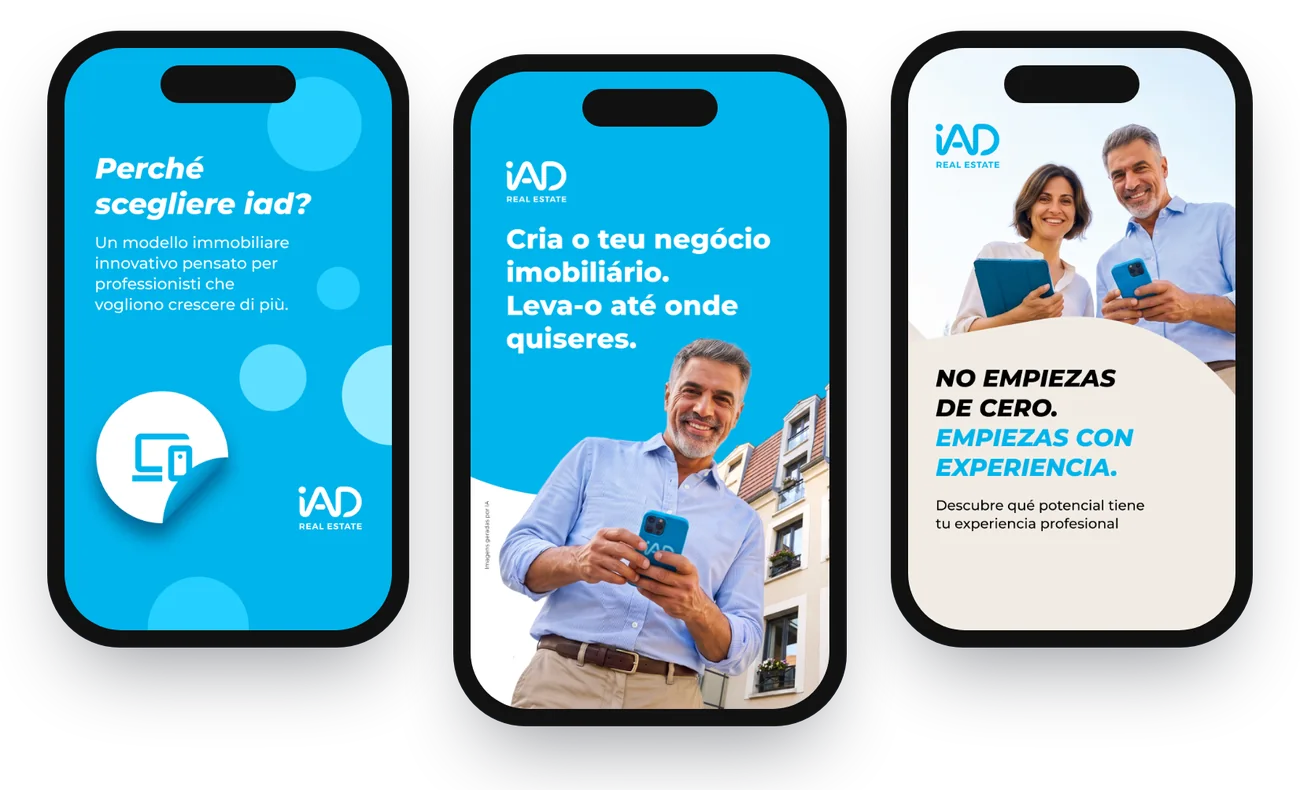 Perché
scegliere iad?
Un modello immobiliare
innovativo pensato per
professionisti che
vogliono crescere di più.
iAD
REAL ESTATE
iAD
REAL ESTATE
Cria o teu negócio
imobiliário.
Leva-o até onde
quiseres.
Imagens geradas por IA
iAD
iAD
REAL ESTATE
NO EMPIEZAS
DE CERO.
EMPIEZAS CON
EXPERIENCIA.
Descubre qué potencial tiene
tu experiencia profesional